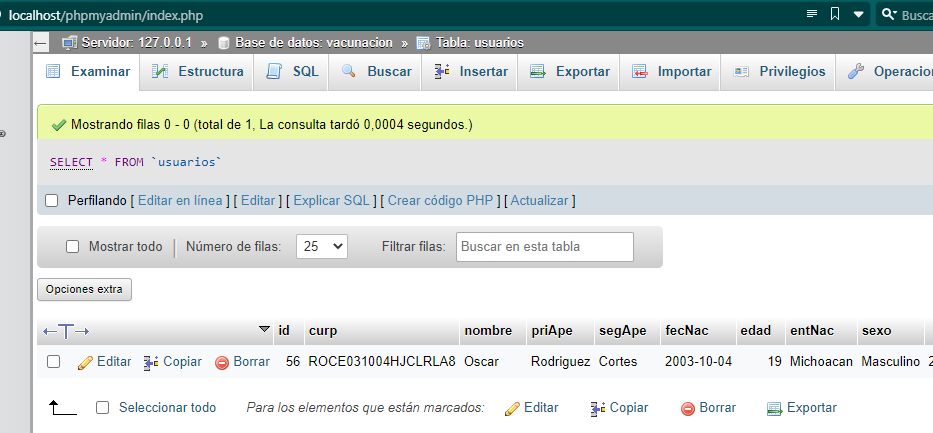 localhost/phpmyadmin/index.php Busca
Servidor: 127.0.0.1 » Base de datos: vacunacion » Tabla: usuarios
Examinar Estructura SQL Buscar Insertar Exportar Importar Privilegios Operacion
Mostrando filas 0 - 0 (total de 1, La consulta tardó 0,0004 segundos.)
SELECT * FROM `usuarios`
Perfilando [ Editar en línea ] [ Editar ] [ Explicar SQL ] [ Crear código PHP ] [ Actualizar ]
Mostrar todo Número de filas: 25 Filtrar filas: Buscar en esta tabla
Opciones extra
←T→ id curp nombre priApe segApe fecNac edad entNac sexo
Editar Copiar Borrar 56 ROCE031004HJCLRLA8 Oscar Rodriguez Cortes 2003-10-04 19 Michoacan Masculino 2
Seleccionar todo Para los elementos que están marcados: Editar Copiar Borrar Exportar